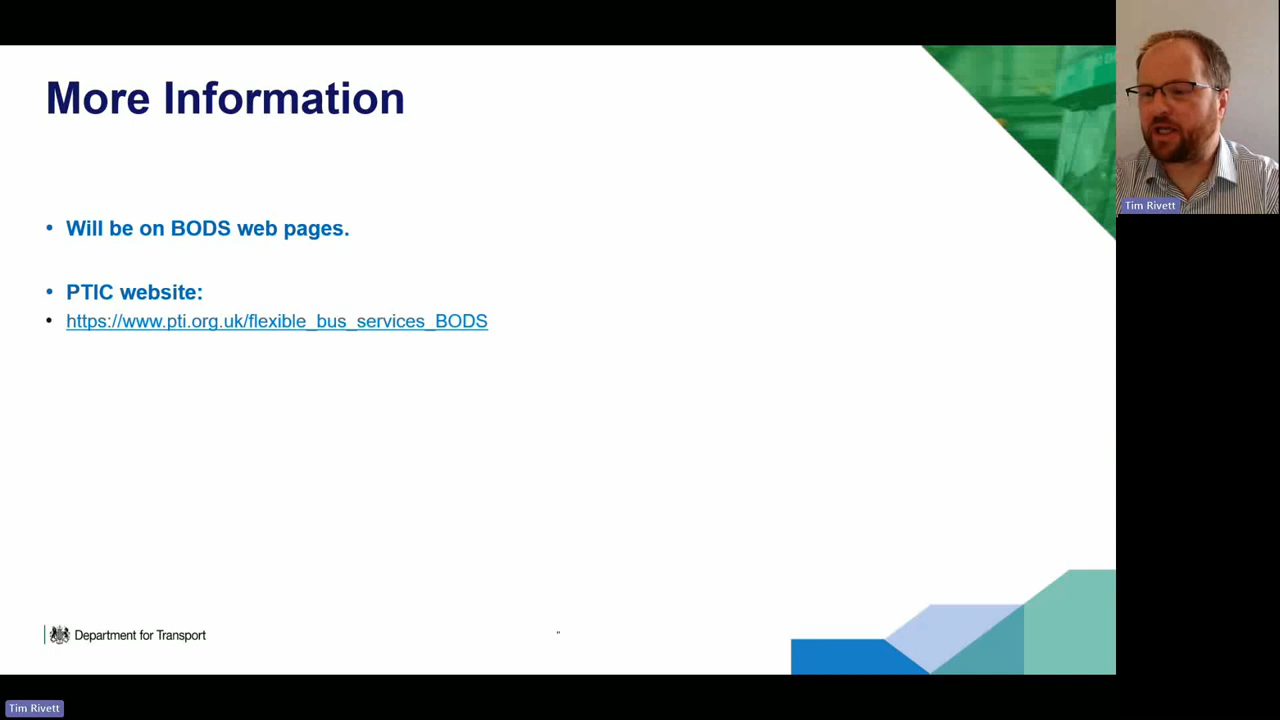 More Information
• Will be on BODS web pages.
• PTIC website:
• https://www.pti.org.uk/flexible_bus_services_BODS
Department for Transport
"
Tim Rivett
Tim Rivett